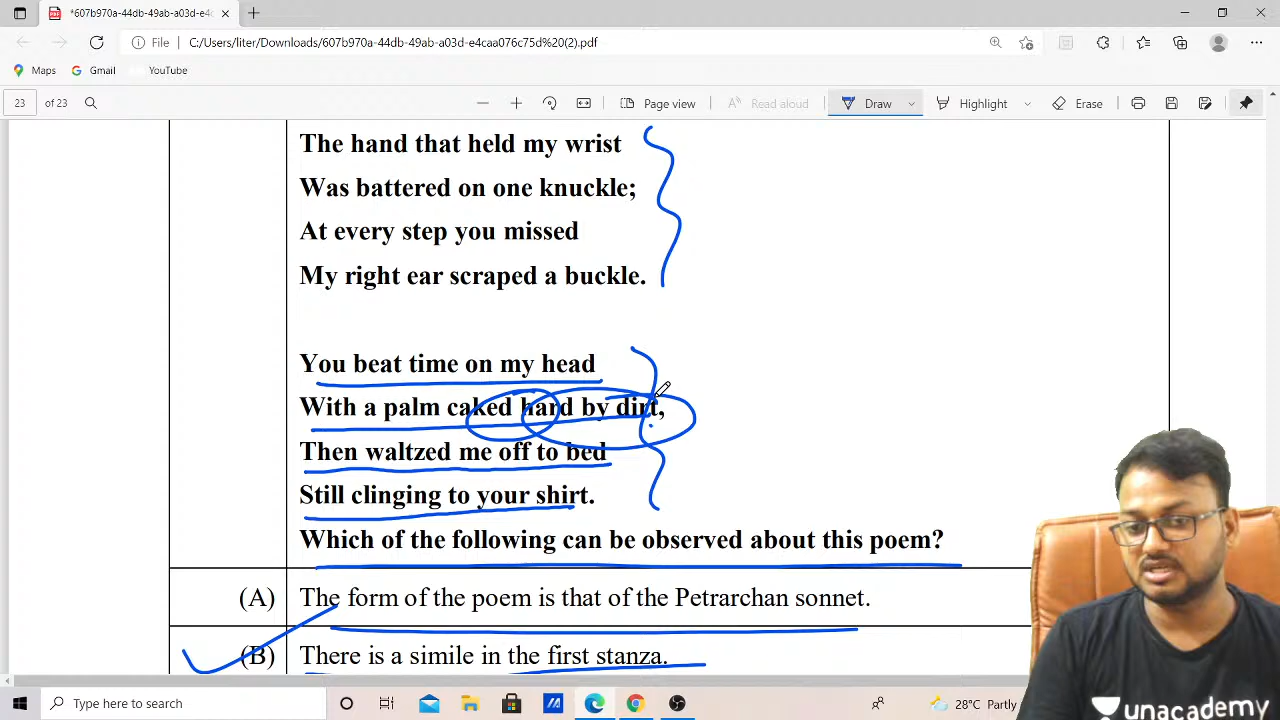 *607b970a-44db-49ab-a03d-e4caa
File
C:/Users/liter/Downloads/607b970a-44db-49ab-a03d-e4caa076c75d%20(2).pdf
Maps
Gmail
YouTube
23 of 23
Page view
Read aloud
Draw
Highlight
Erase
The hand that held my wrist
Was battered on one knuckle;
At every step you missed
My right ear scraped a buckle.
You beat time on my head
With a palm caked hard by dirt,
Then waltzed me off to bed
Still clinging to your shirt.
Which of the following can be observed about this poem?
(A) The form of the poem is that of the Petrarchan sonnet.
(B) There is a simile in the first stanza.
unacademy
Type here to search
28°C Partly